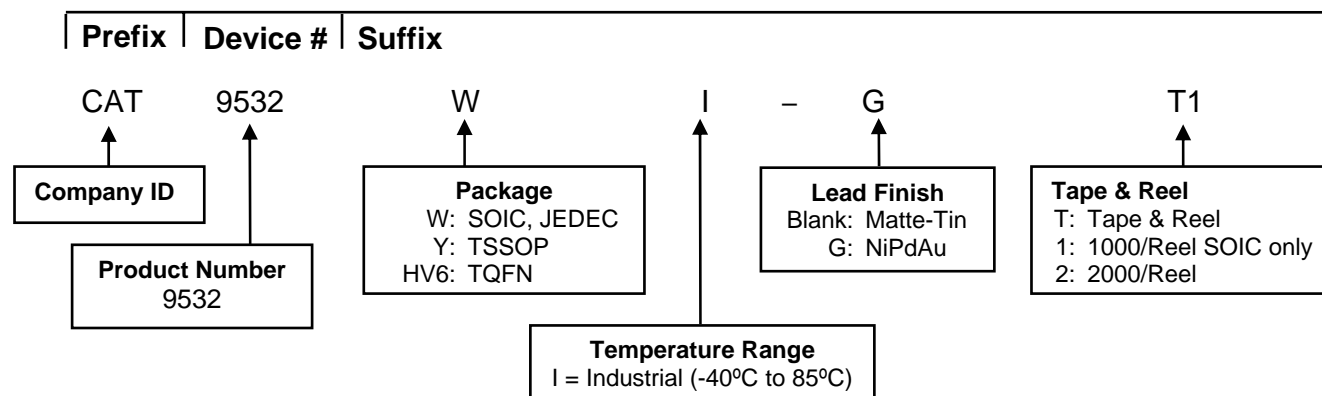 Prefix Device # Suffix
CAT 9532 W I – G T1
Company ID
Product Number
9532
Package
W: SOIC, JEDEC
Y: TSSOP
HV6: TQFN
Temperature Range
I = Industrial (-40ºC to 85ºC)
Lead Finish
Blank: Matte-Tin
G: NiPdAu
Tape & Reel
T: Tape & Reel
1: 1000/Reel SOIC only
2: 2000/Reel